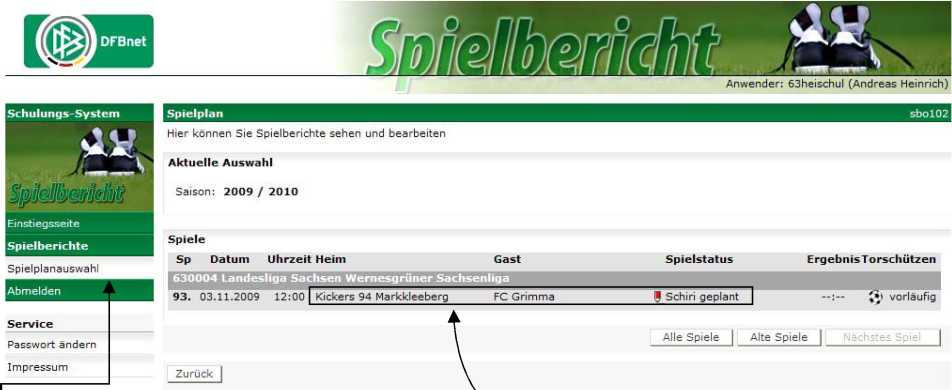 DFBnet
Spielbericht
Anwender: 63heischul (Andreas Heinrich)
Schulungs-System
Spielbericht
Einstiegsseite
Spielberichte
Spielplanauswahl
Abmelden
Service
Passwort ändern
Impressum
Spielplan sbo102
Hier können Sie Spielberichte sehen und bearbeiten
Aktuelle Auswahl
Saison: 2009 / 2010
Spiele
Sp Datum Uhrzeit Heim Gast Spielstatus Ergebnis Torschützen
630004 Landesliga Sachsen Wernesgrüner Sachsenliga
93. 03.11.2009 12:00 Kickers 94 Markkleeberg FC Grimma Schiri geplant --:-- vorläufig
Alle Spiele Alte Spiele Nächstes Spiel
Zurück